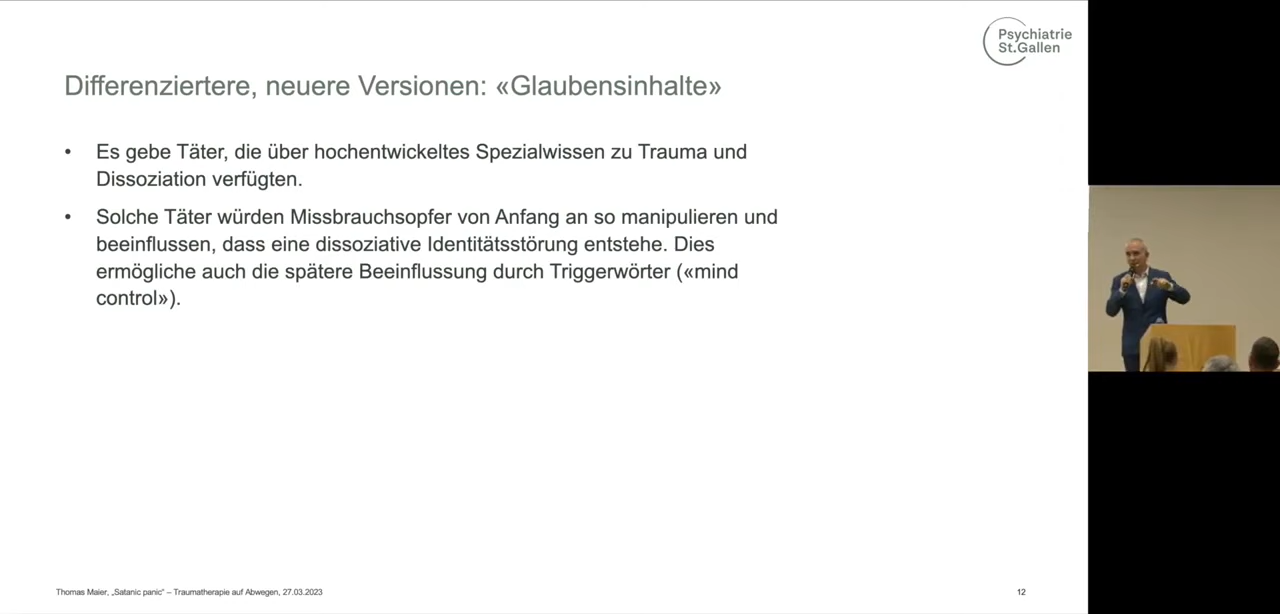 Psychiatrie
St.Gallen
Differenziertere, neuere Versionen: «Glaubensinhalte»
• Es gebe Täter, die über hochentwickeltes Spezialwissen zu Trauma und
Dissoziation verfügten.
• Solche Täter würden Missbrauchsopfer von Anfang an so manipulieren und
beeinflussen, dass eine dissoziative Identitätsstörung entstehe. Dies
ermögliche auch die spätere Beeinflussung durch Triggerwörter («mind
control»).
Thomas Maier, „Satanic panic“ – Traumatherapie auf Abwegen, 27.03.2023
12